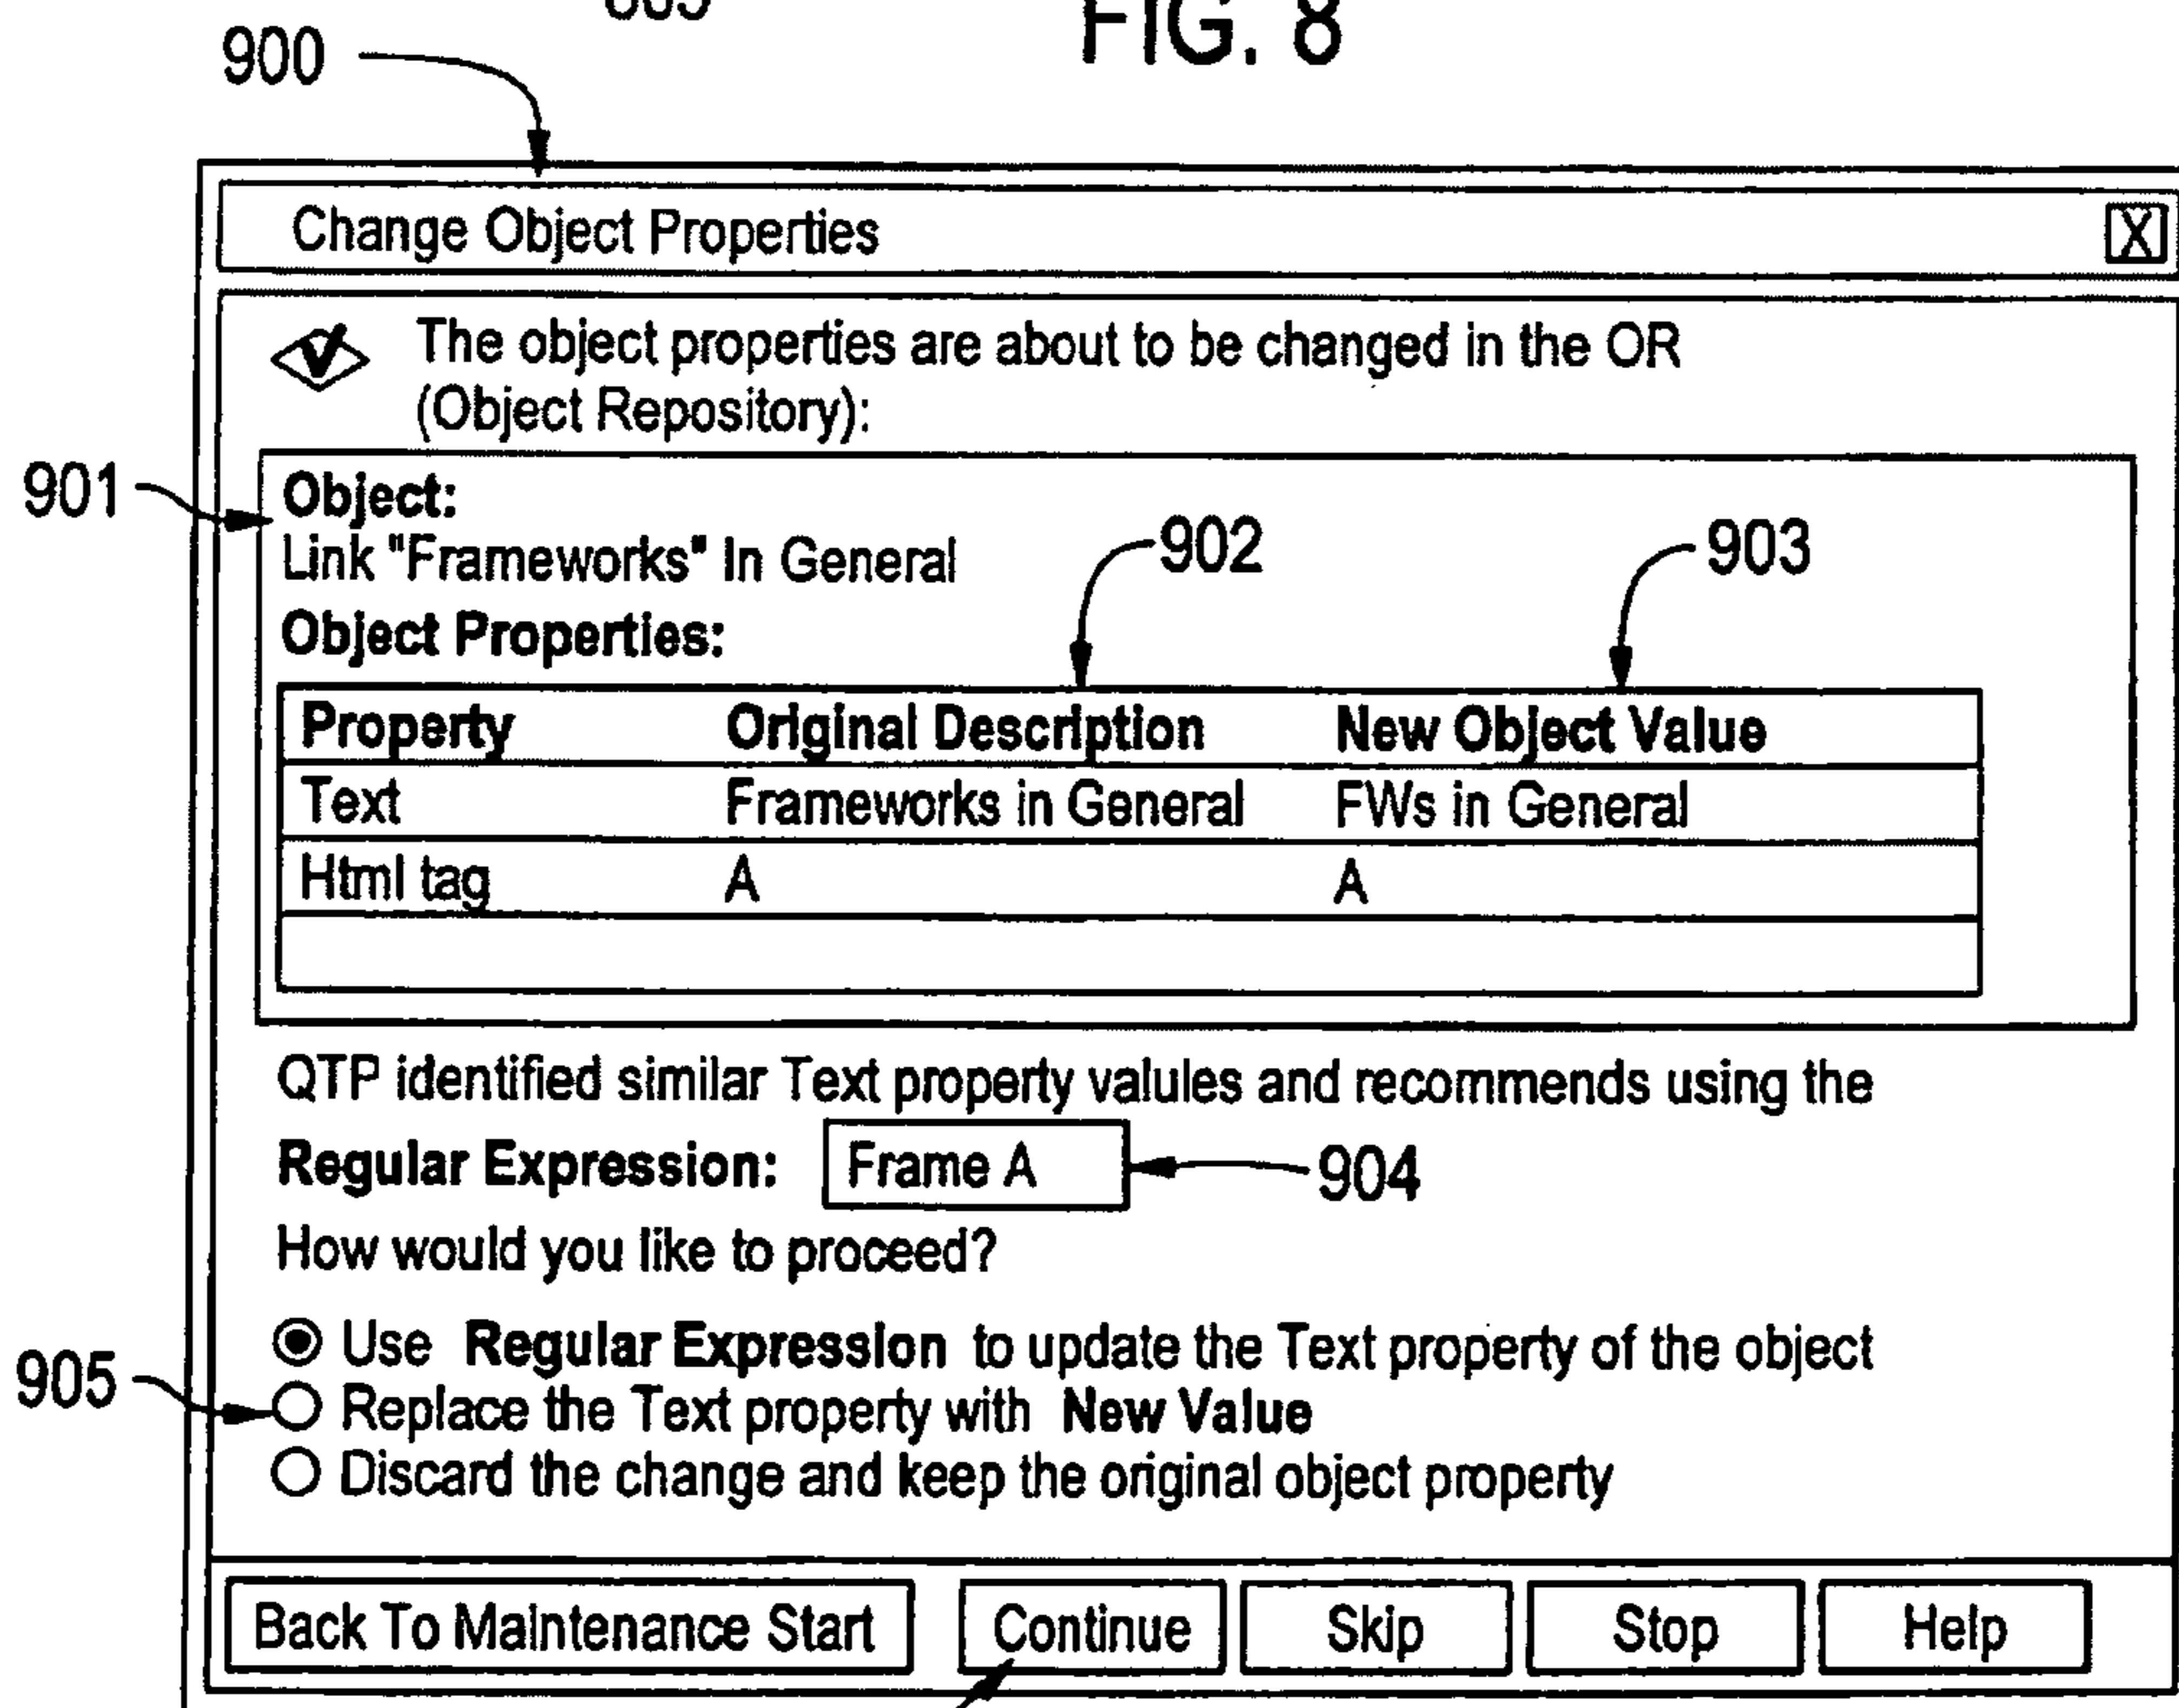 FIG. 8
900
Change Object Properties X
The object properties are about to be changed in the OR
(Object Repository):
901
Object:
Link "Frameworks" In General
902
903
Object Properties:
Property Original Description New Object Value
Text Frameworks in General FWs in General
Html tag A A
QTP identified similar Text property valules and recommends using the
Regular Expression: Frame A
904
How would you like to proceed?
Use Regular Expression to update the Text property of the object
905
Replace the Text property with New Value
Discard the change and keep the original object property
Back To Maintenance Start Continue Skip Stop Help